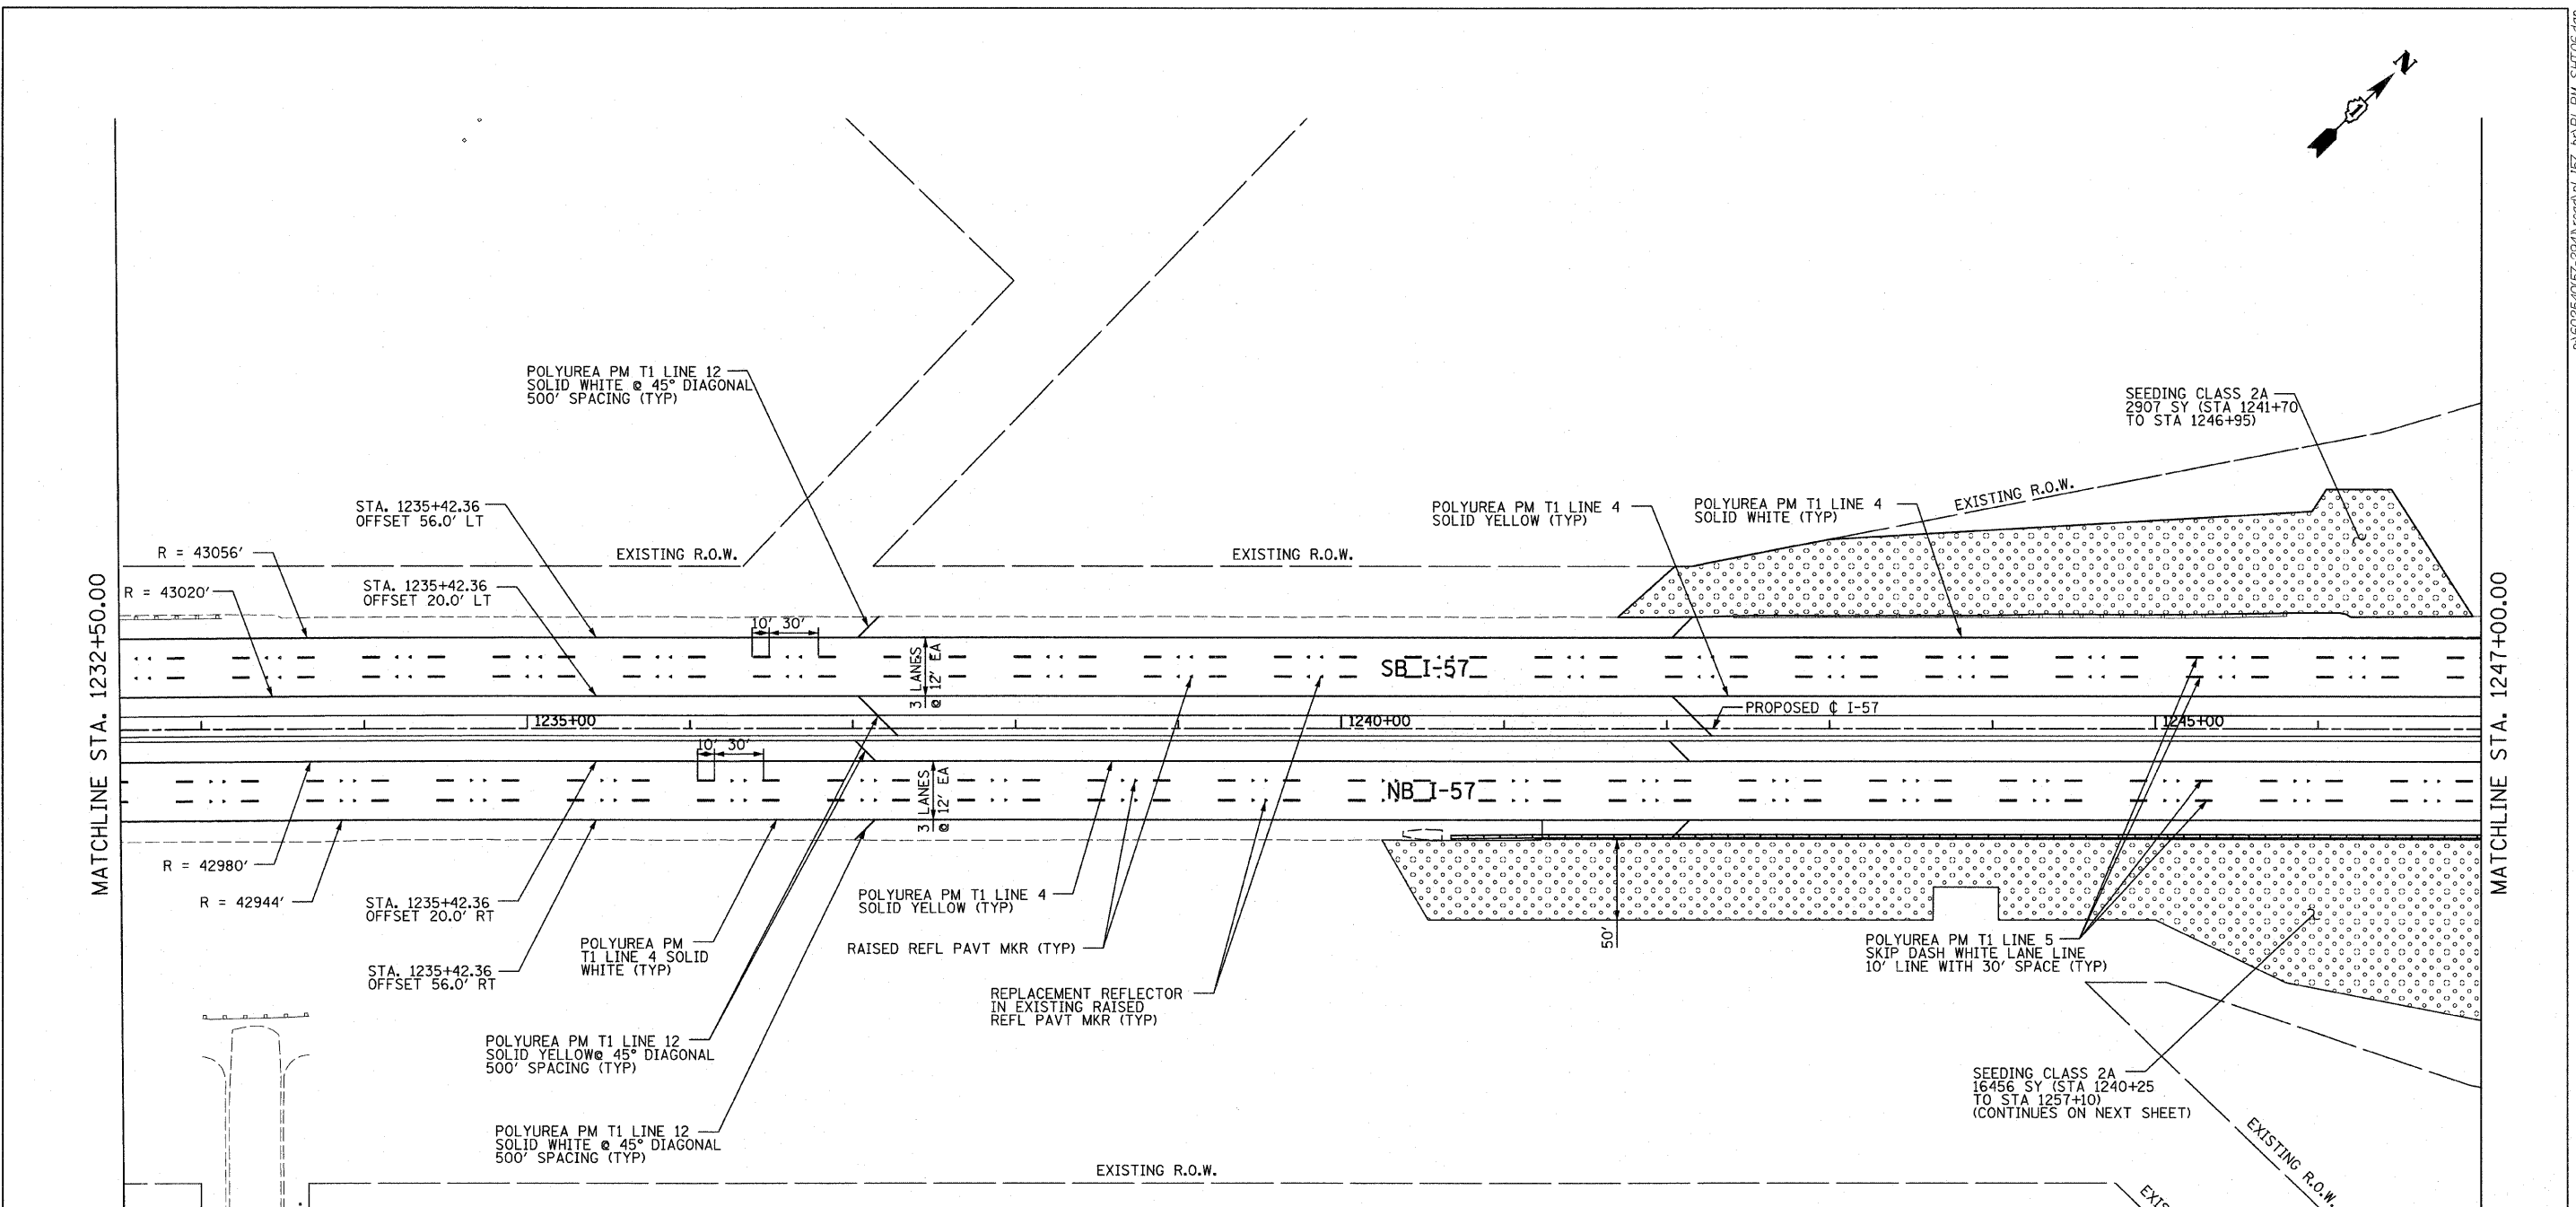 N
POLYUREA PM T1 LINE 12
SOLID WHITE @ 45° DIAGONAL
500' SPACING (TYP)
SEEDING CLASS 2A
2907 SY (STA 1241+70
TO STA 1246+95)
STA. 1235+42.36
OFFSET 56.0' LT
POLYUREA PM T1 LINE 4
SOLID YELLOW (TYP)
POLYUREA PM T1 LINE 4
SOLID WHITE (TYP)
EXISTING R.O.W.
R = 43056'
EXISTING R.O.W.
EXISTING R.O.W.
R = 43020'
STA. 1235+42.36
OFFSET 20.0' LT
MATCHLINE STA. 1232+50.00
MATCHLINE STA. 1247+00.00
10' 30'
3 LANES
@ 12' EA
SB I-57
PROPOSED ℄ I-57
1235+00
1240+00
1245+00
10' 30'
3 LANES
@ 12' EA
NB I-57
R = 42980'
R = 42944'
STA. 1235+42.36
OFFSET 20.0' RT
POLYUREA PM T1 LINE 4
SOLID YELLOW (TYP)
50'
STA. 1235+42.36
OFFSET 56.0' RT
POLYUREA PM
T1 LINE 4 SOLID
WHITE (TYP)
RAISED REFL PAVT MKR (TYP)
POLYUREA PM T1 LINE 5
SKIP DASH WHITE LANE LINE
10' LINE WITH 30' SPACE (TYP)
REPLACEMENT REFLECTOR
IN EXISTING RAISED
REFL PAVT MKR (TYP)
POLYUREA PM T1 LINE 12
SOLID YELLOW@ 45° DIAGONAL
500' SPACING (TYP)
SEEDING CLASS 2A
16456 SY (STA 1240+25
TO STA 1257+10)
(CONTINUES ON NEXT SHEET)
POLYUREA PM T1 LINE 12
SOLID WHITE @ 45° DIAGONAL
500' SPACING (TYP)
EXISTING R.O.W.
EXISTING R.O.W.